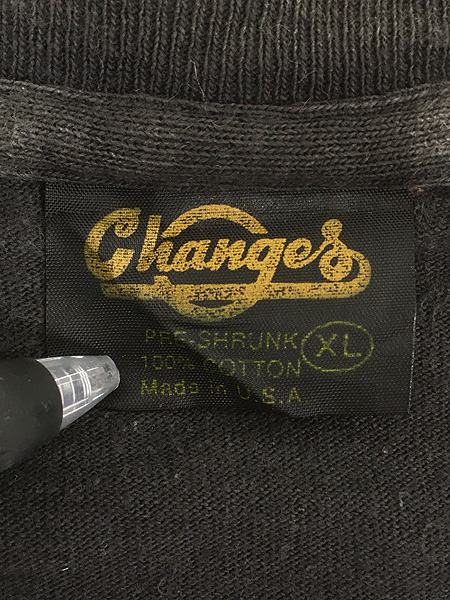 Changes
PRE-SHRUNK XL
100% COTTON
Made in U.S.A